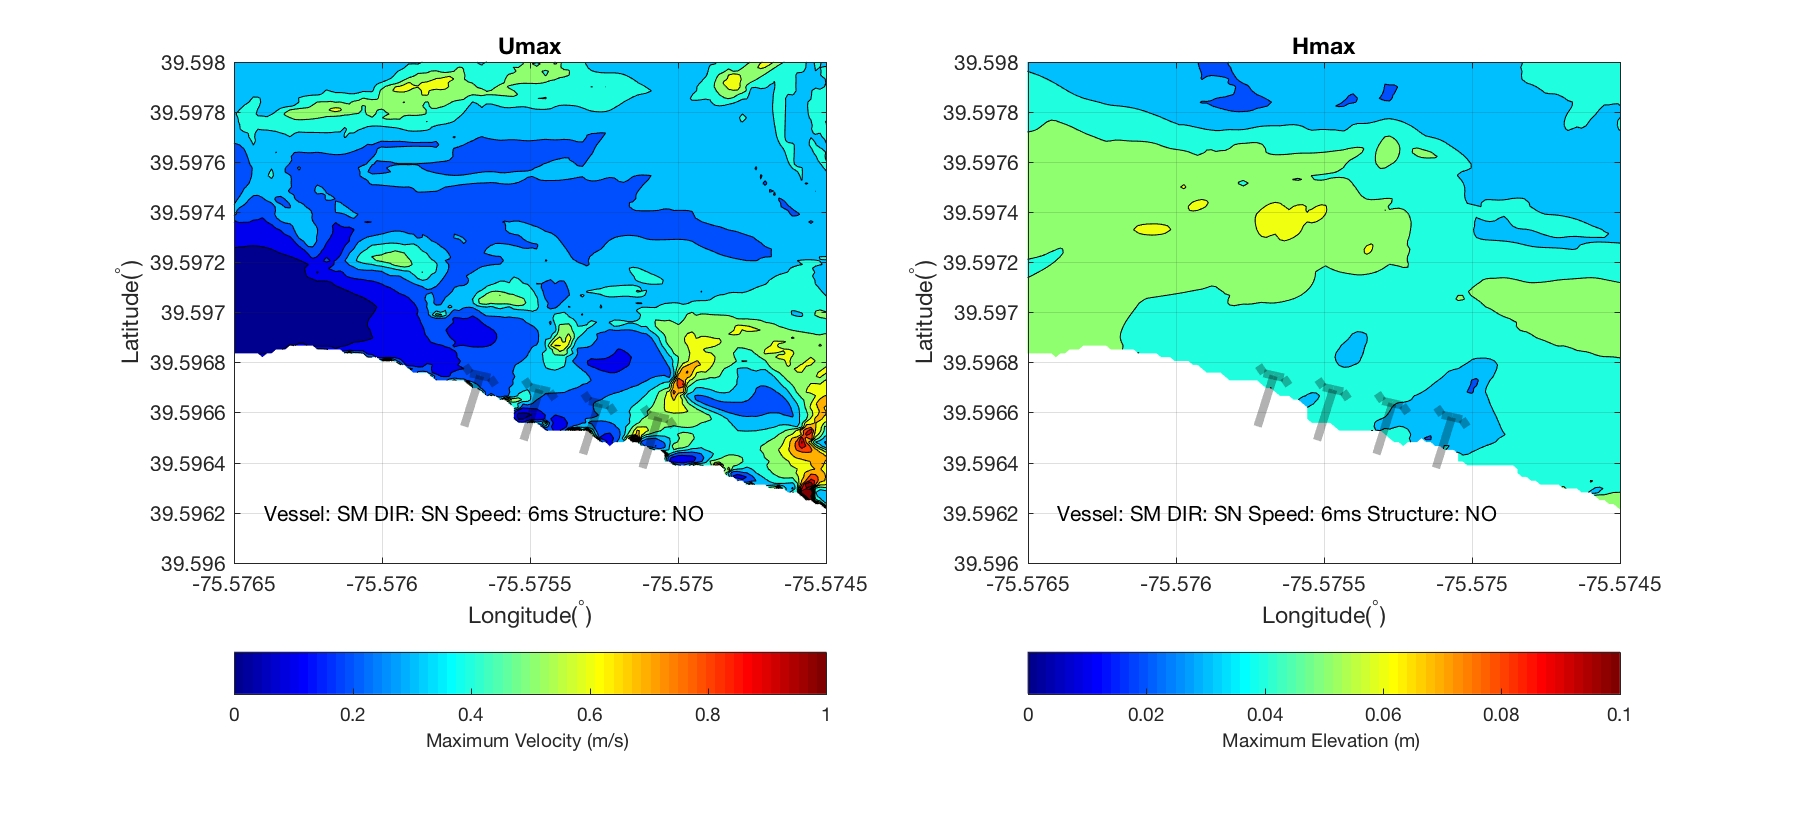 Umax
39.598
39.5978
39.5976
39.5974
39.5972
39.597
39.5968
39.5966
39.5964
39.5962
39.596
Latitude(°)
Vessel: SM DIR: SN Speed: 6ms Structure: NO
-75.5765 -75.576 -75.5755 -75.575 -75.5745
Longitude(°)
0 0.2 0.4 0.6 0.8 1
Maximum Velocity (m/s)
Hmax
39.598
39.5978
39.5976
39.5974
39.5972
39.597
39.5968
39.5966
39.5964
39.5962
39.596
Latitude(°)
Vessel: SM DIR: SN Speed: 6ms Structure: NO
-75.5765 -75.576 -75.5755 -75.575 -75.5745
Longitude(°)
0 0.02 0.04 0.06 0.08 0.1
Maximum Elevation (m)